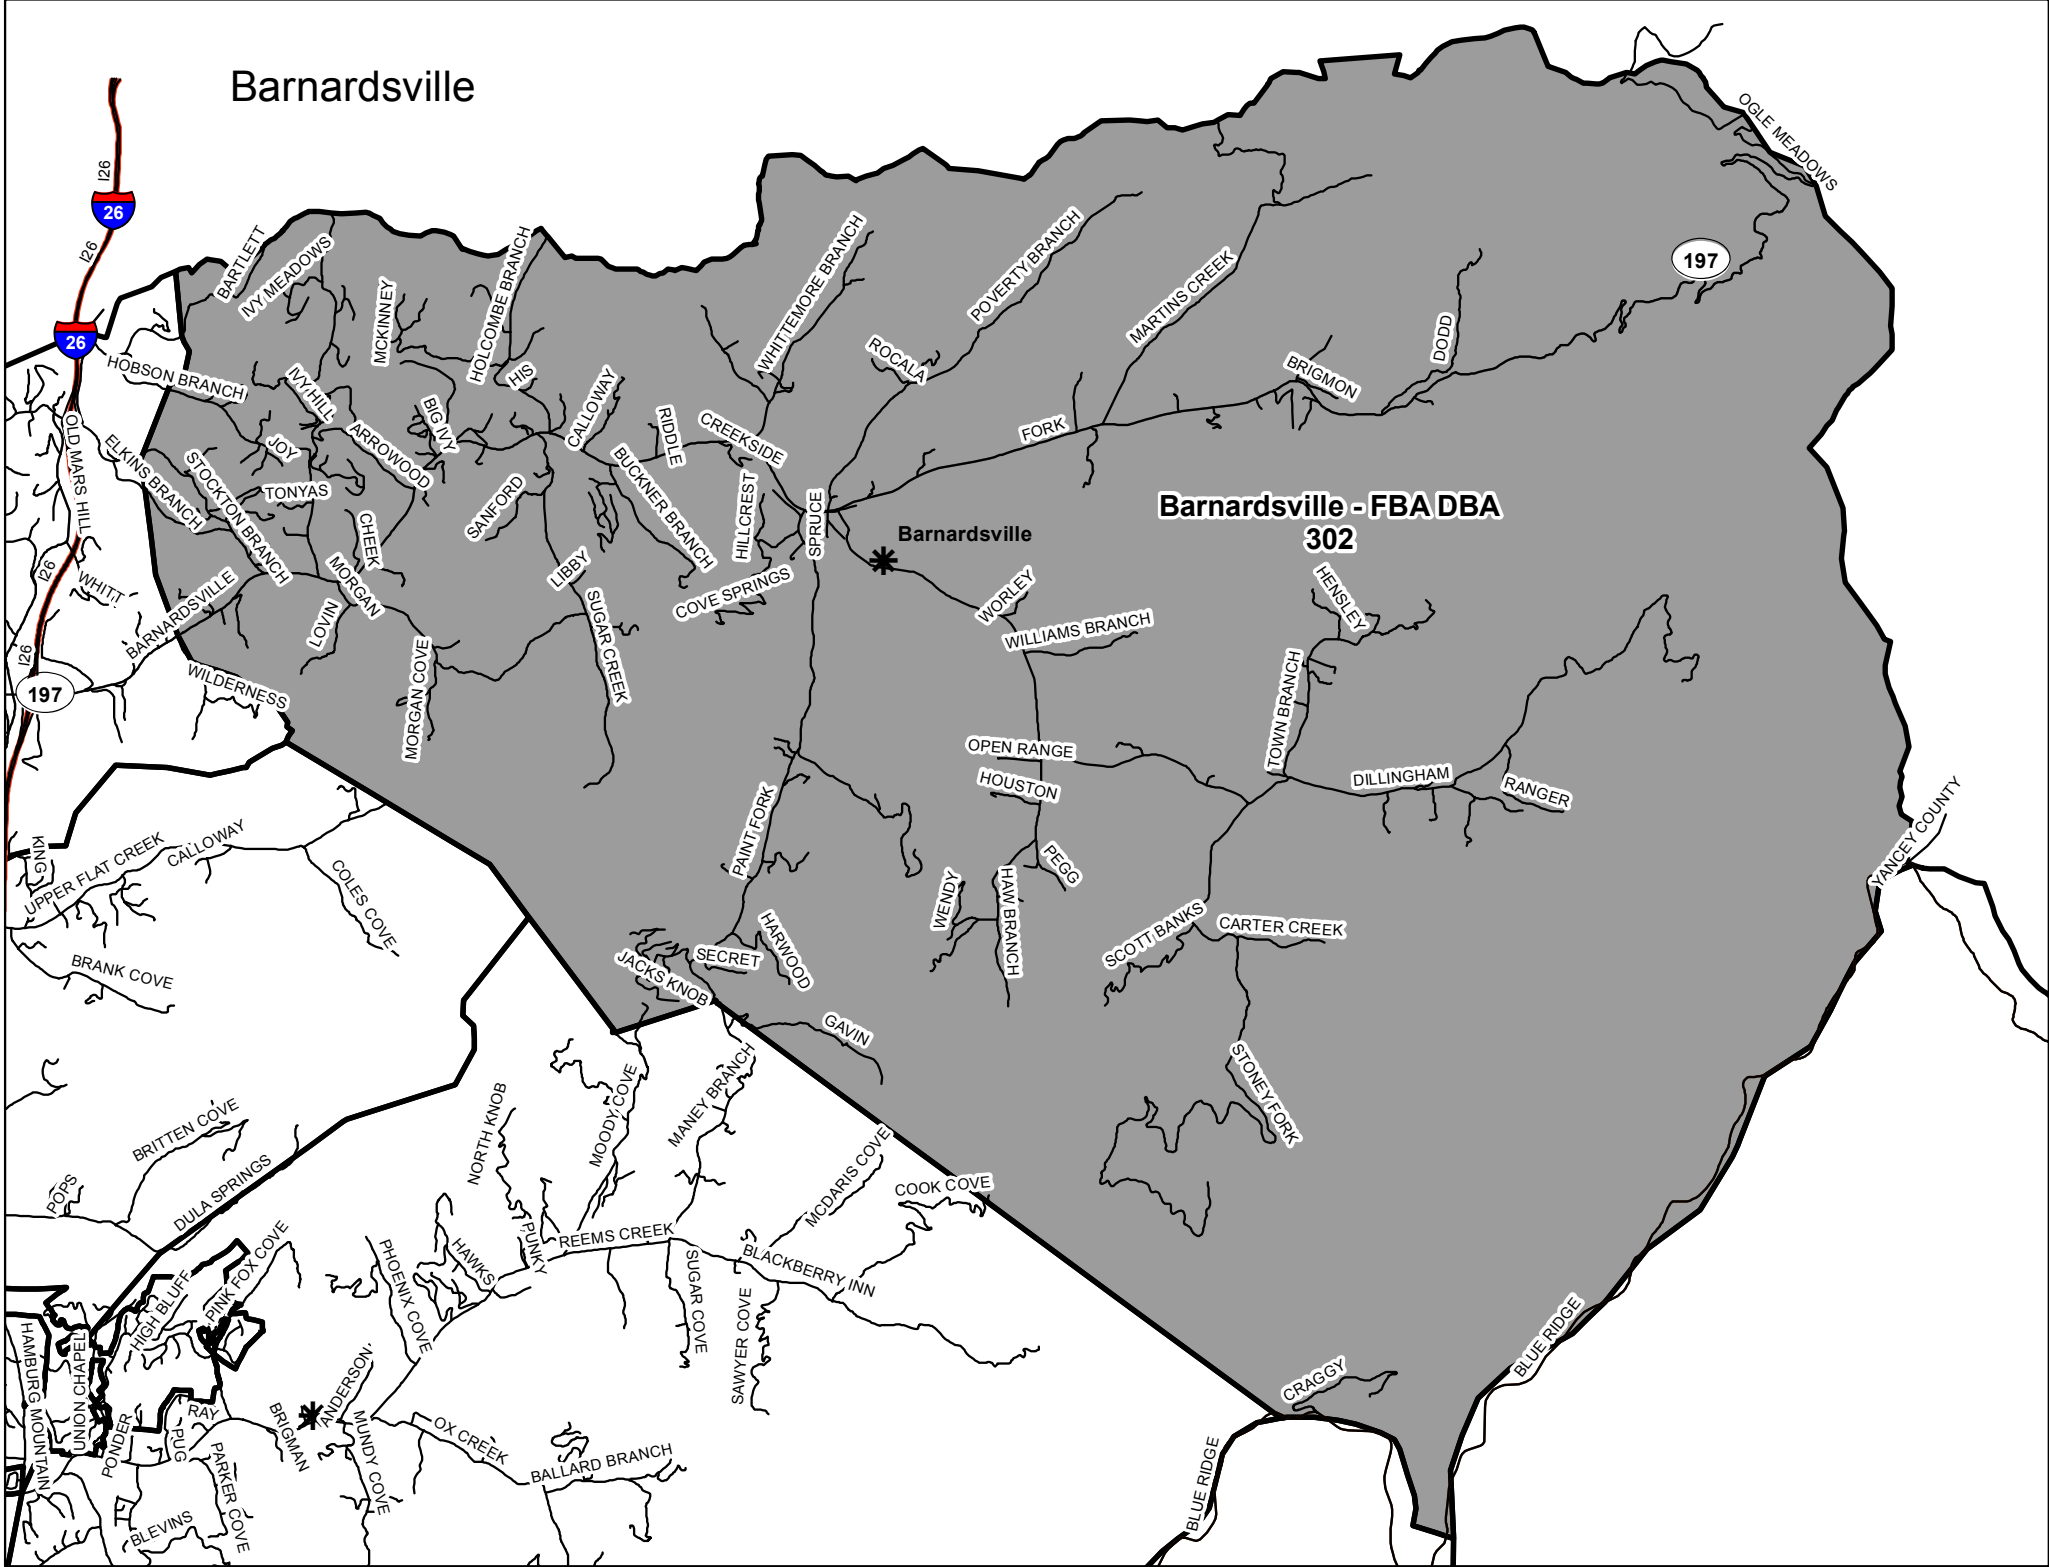 Barnardsville
OGLE MEADOWS
I26
26
I26
BARTLETT
IVY MEADOWS
MCKINNEY
HOLCOMBE BRANCH
WHITTEMORE BRANCH
POVERTY BRANCH
MARTINS CREEK
197
26
HOBSON BRANCH
IVY HILL
HIS
ROCALA
BRIGMON
DODD
OLD MARS HILL
ELKINS BRANCH
STOCKTON BRANCH
JOY
ARROWOOD
BIG IVY
CALLOWAY
RIDDLE
CREEKSIDE
FORK
TONYAS
SANFORD
BUCKNER BRANCH
HILLCREST
SPRUCE
Barnardsville - FBA DBA
302
Barnardsville
CHEEK
I26
WHITT
MORGAN
LIBBY
COVE SPRINGS
WORLEY
HENSLEY
BARNARDSVILLE
LOVIN
SUGAR CREEK
WILLIAMS BRANCH
I26
197
WILDERNESS
MORGAN COVE
TOWN BRANCH
OPEN RANGE
HOUSTON
DILLINGHAM
RANGER
YANCEY COUNTY
KING
UPPER FLAT CREEK
CALLOWAY
COLES COVE
PAINT FORK
PEGG
WENDY
HAW BRANCH
SCOTT BANKS
CARTER CREEK
BRANK COVE
JACKS KNOB
SECRET
HARWOOD
GAVIN
STONEY FORK
BRITTEN COVE
NORTH KNOB
MOODY COVE
MANEY BRANCH
MCDARIS COVE
COOK COVE
POPS
DULA SPRINGS
PINK FOX COVE
HIGH BLUFF
PHOENIX COVE
HAWKS
PUNKY
REEMS CREEK
SUGAR COVE
SAWYER COVE
BLACKBERRY INN
BLUE RIDGE
CRAGGY
HAMBURG MOUNTAIN
UNION CHAPEL
PONDER
RAY
PUG
PARKER COVE
BRIGMAN
ANDERSON
MUNDY COVE
OX CREEK
BALLARD BRANCH
BLUE RIDGE
BLEVINS